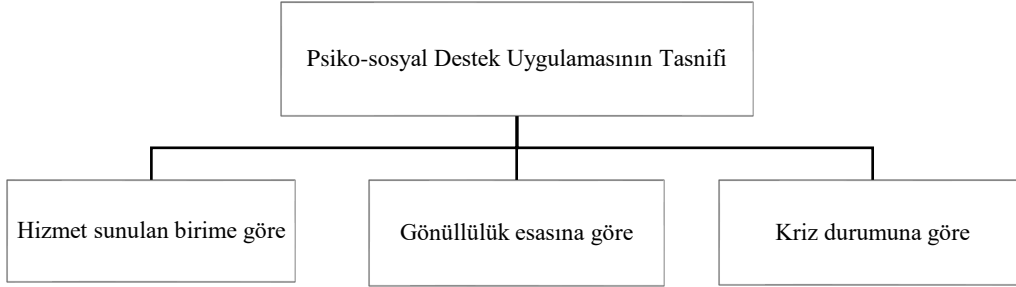 Psiko-sosyal Destek Uygulamasının Tasnifi
Hizmet sunulan birime göre
Gönüllülük esasına göre
Kriz durumuna göre